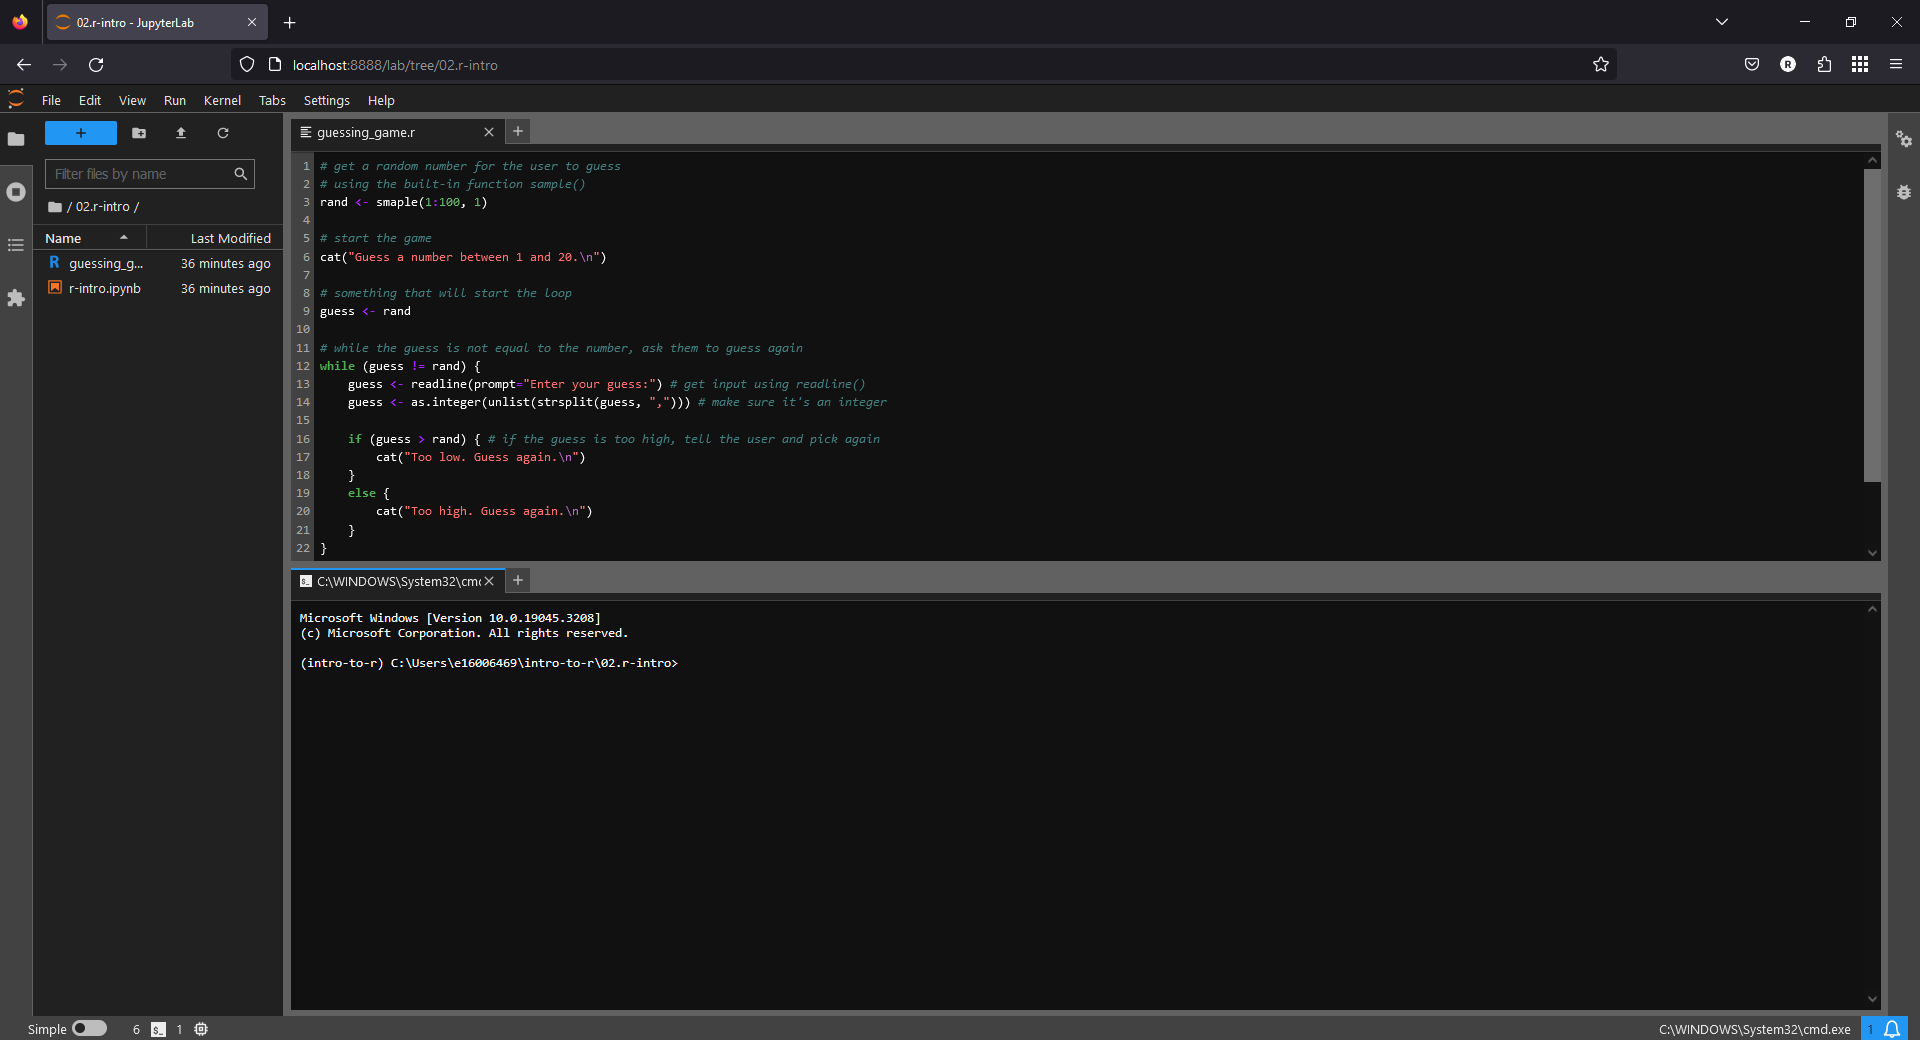 02.r-intro - JupyterLab
localhost:8888/lab/tree/02.r-intro
R
File Edit View Run Kernel Tabs Settings Help
+
Filter files by name
/ 02.r-intro /
Name Last Modified
R guessing_g... 36 minutes ago
r-intro.ipynb 36 minutes ago
guessing_game.r
1 # get a random number for the user to guess
2 # using the built-in function sample()
3 rand <- smaple(1:100, 1)
4
5 # start the game
6 cat("Guess a number between 1 and 20.\n")
7
8 # something that will start the loop
9 guess <- rand
10
11 # while the guess is not equal to the number, ask them to guess again
12 while (guess != rand) {
13     guess <- readline(prompt="Enter your guess:") # get input using readline()
14     guess <- as.integer(unlist(strsplit(guess, ","))) # make sure it's an integer
15
16     if (guess > rand) { # if the guess is too high, tell the user and pick again
17         cat("Too low. Guess again.\n")
18     }
19     else {
20         cat("Too high. Guess again.\n")
21     }
22 }
C:\WINDOWS\System32\cmd
Microsoft Windows [Version 10.0.19045.3208]
(c) Microsoft Corporation. All rights reserved.
(intro-to-r) C:\Users\e16006469\intro-to-r\02.r-intro>
Simple 6 $_ 1 C:\WINDOWS\System32\cmd.exe 1